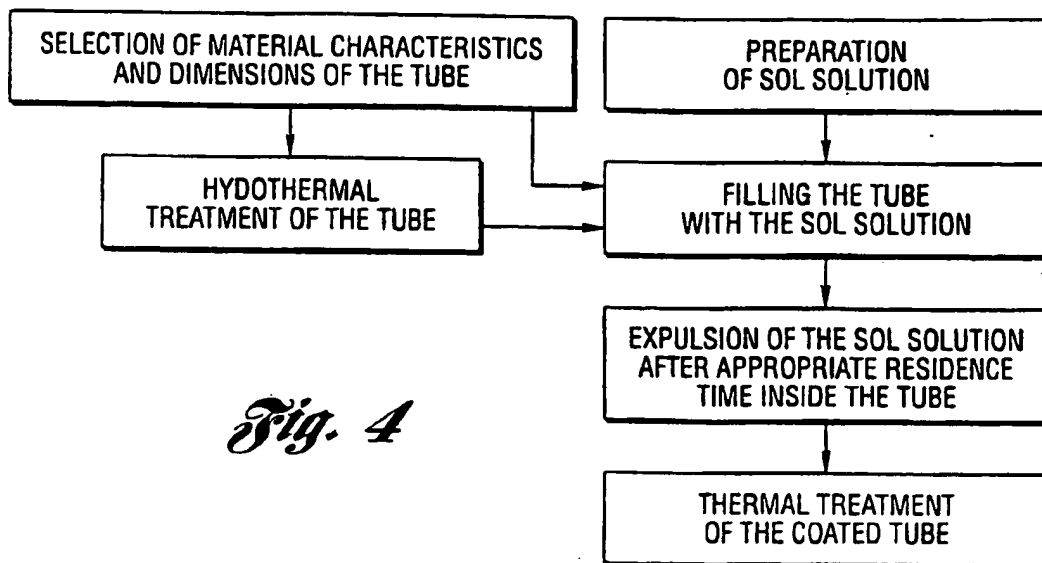 SELECTION OF MATERIAL CHARACTERISTICS
AND DIMENSIONS OF THE TUBE
PREPARATION
OF SOL SOLUTION
HYDOTHERMAL
TREATMENT OF THE TUBE
FILLING THE TUBE
WITH THE SOL SOLUTION
EXPULSION OF THE SOL SOLUTION
AFTER APPROPRIATE RESIDENCE
TIME INSIDE THE TUBE
THERMAL TREATMENT
OF THE COATED TUBE
Fig. 4